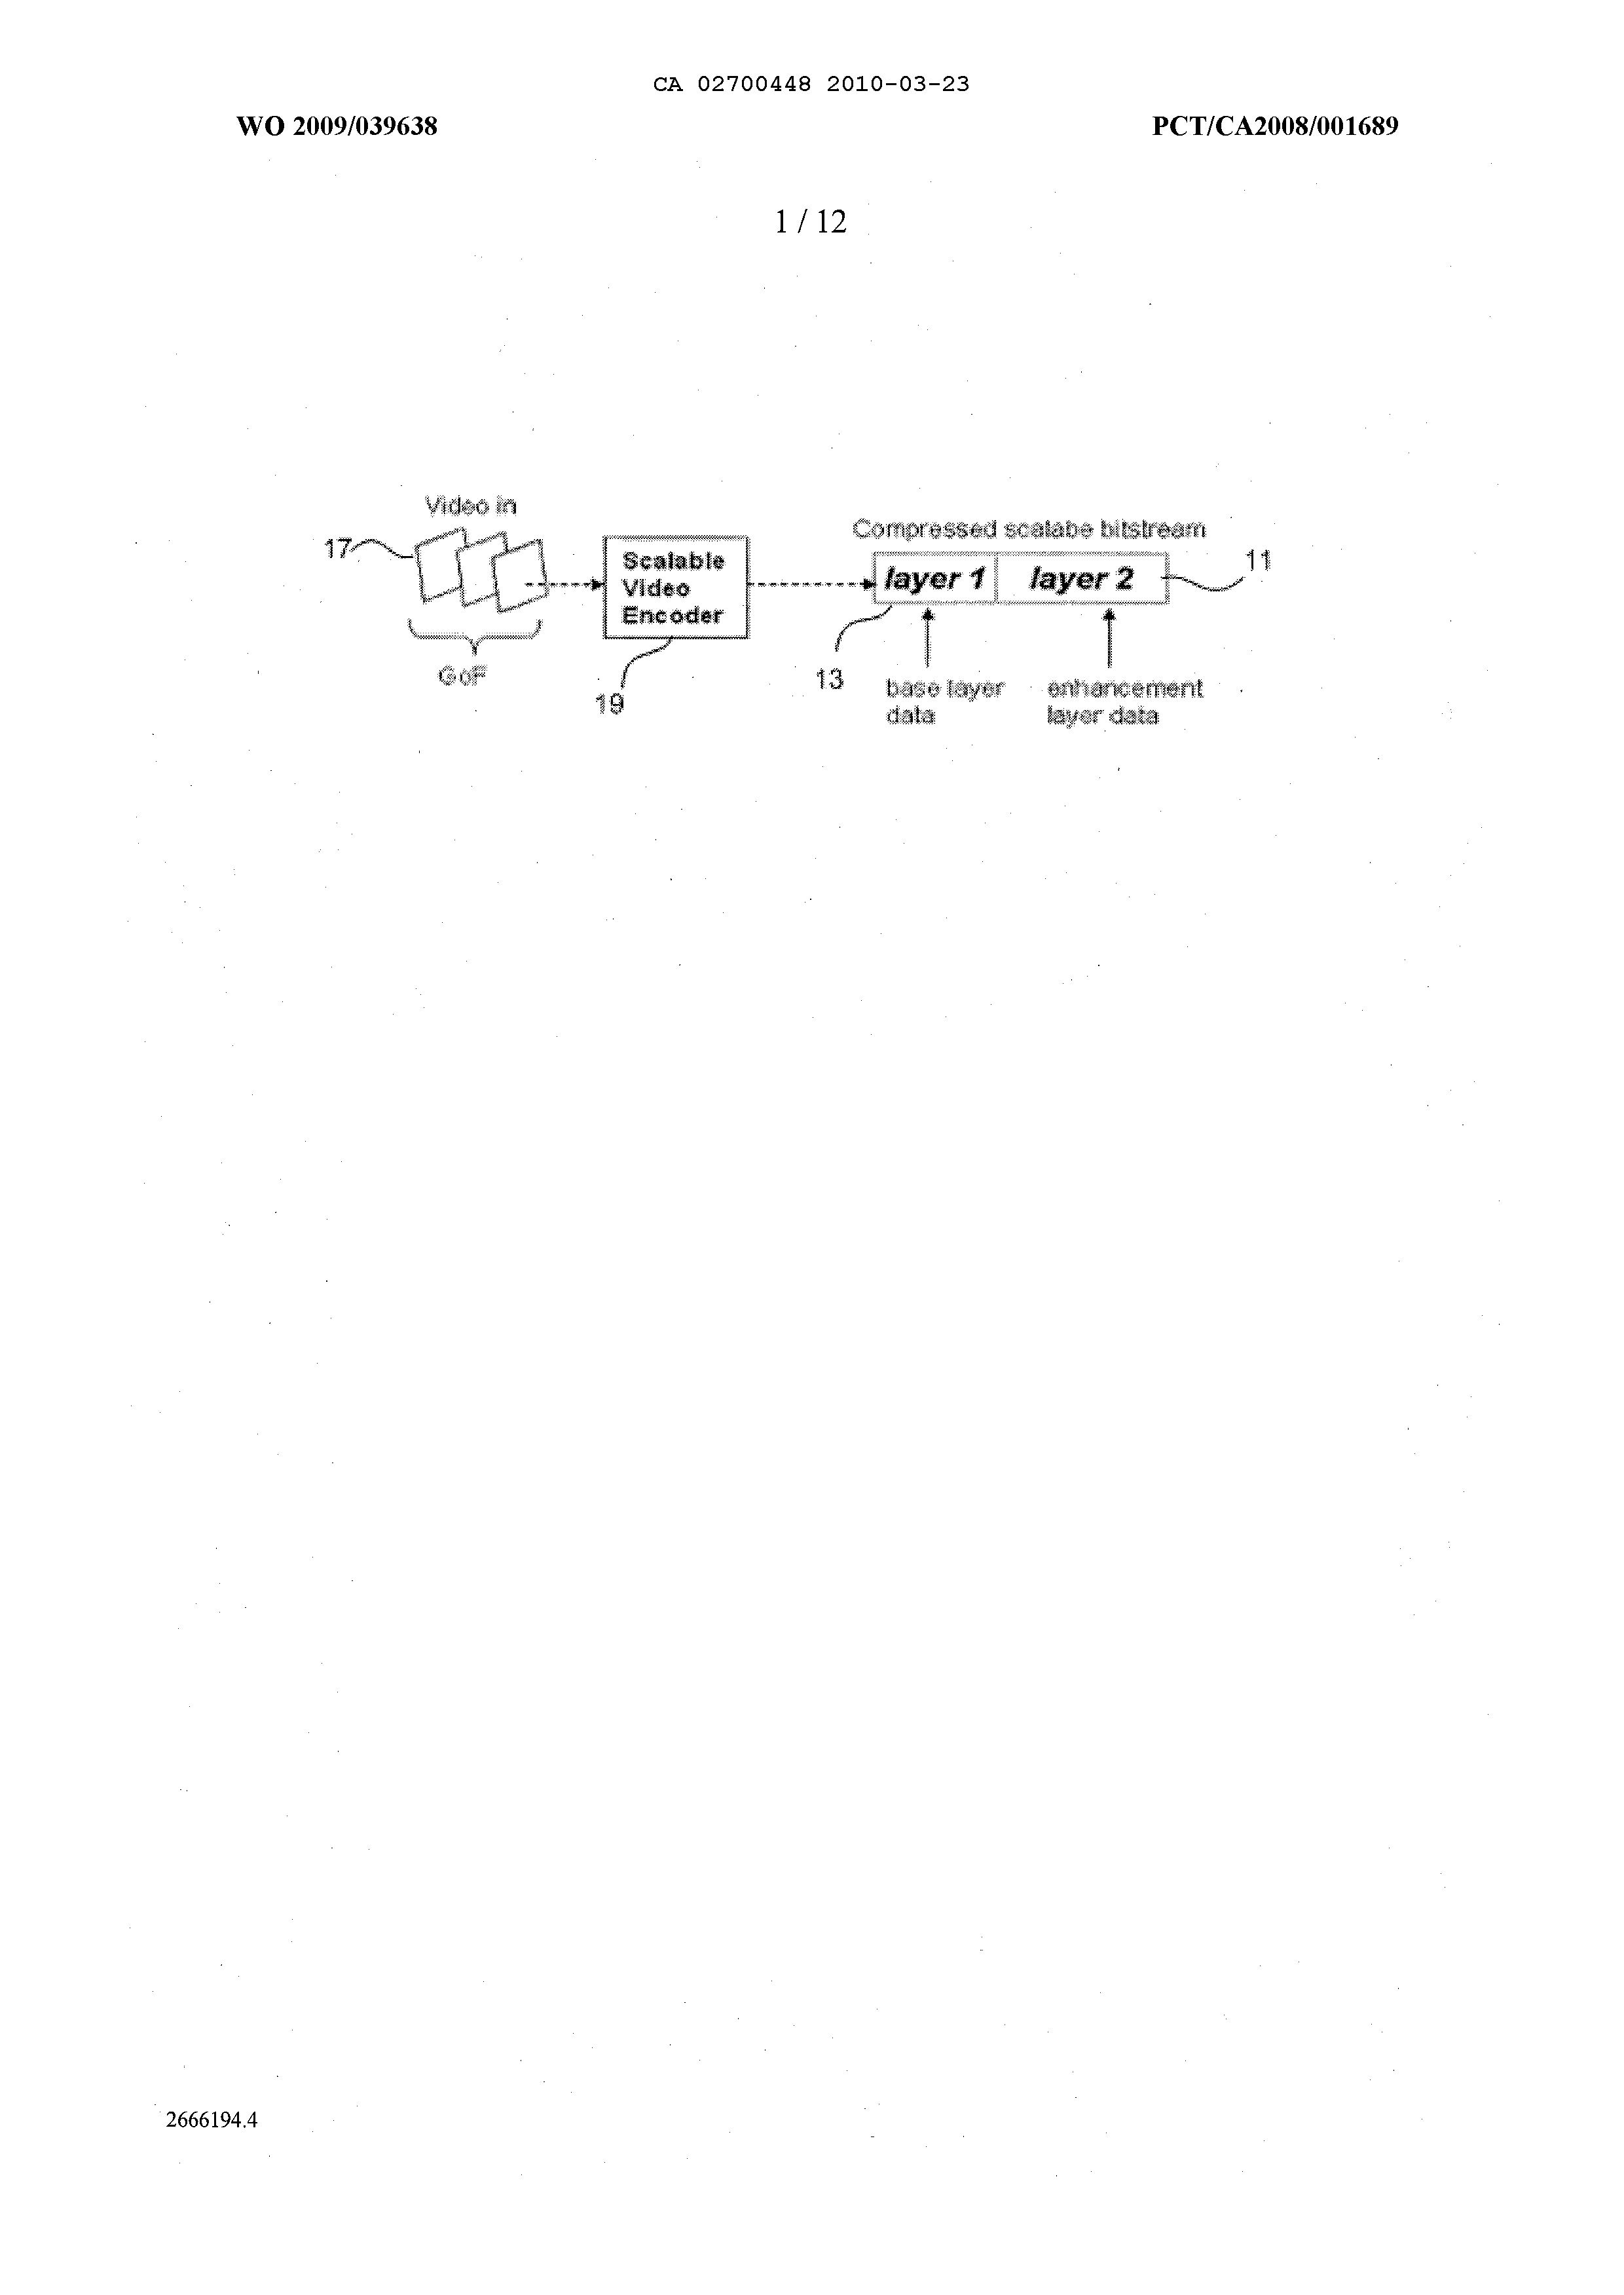 CA 02700448 2010-03-23
WO 2009/039638 PCT/CA2008/001689
1 / 12
Video in
17
GoF
Scalable
Video
Encoder
19
Compressed scalabe bitstream
layer 1 layer 2
11
13
base layer
data
enhancement
layer data
2666194.4